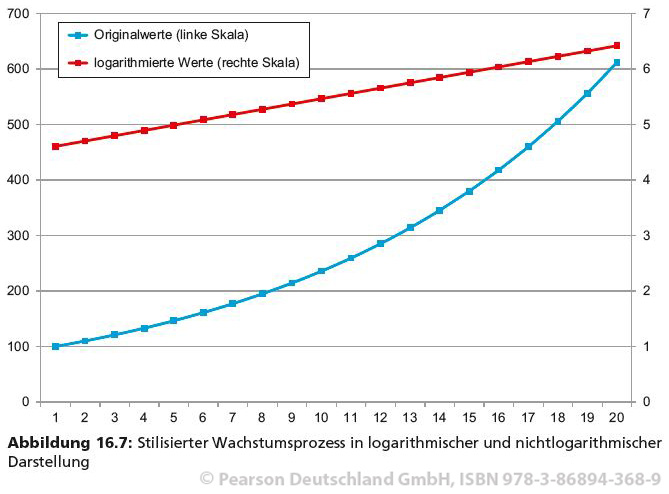 700
600
500
400
300
200
100
0
7
6
5
4
3
2
1
0
Originalwerte (linke Skala)
logarithmierte Werte (rechte Skala)
1 2 3 4 5 6 7 8 9 10 11 12 13 14 15 16 17 18 19 20
Abbildung 16.7: Stilisierter Wachstumsprozess in logarithmischer und nichtlogarithmischer
Darstellung
© Pearson Deutschland GmbH, ISBN 978-3-86894-368-9